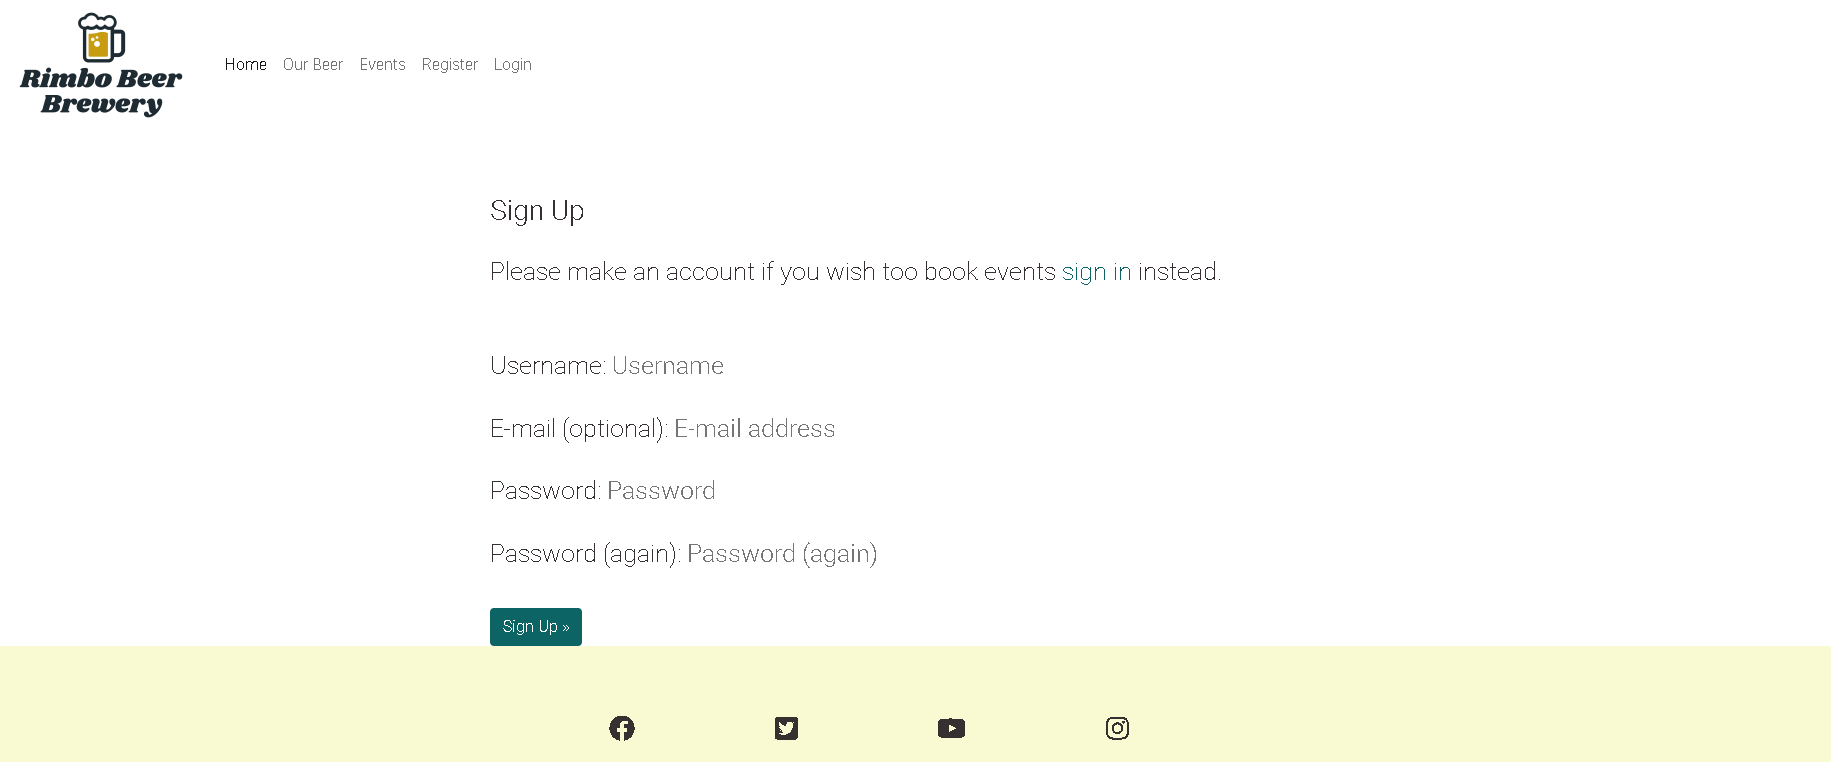 Rimbo Beer
Brewery
Home Our Beer Events Register Login
Sign Up
Please make an account if you wish too book events sign in instead.
Username: Username
E-mail (optional): E-mail address
Password: Password
Password (again): Password (again)
Sign Up »